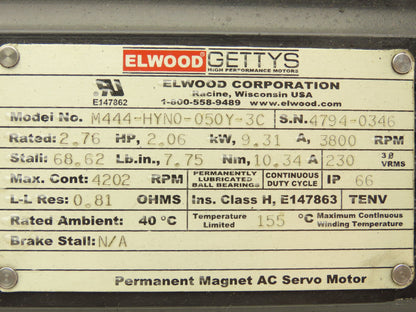 ELWOOD GETTYS
HIGH PERFORMANCE MOTORS
ELWOOD CORPORATION
Racine, Wisconsin USA
E147862 1-800-558-9489 www.elwood.com
Model No. M444-HYN0-050Y-3C S.N. 4794-0346
Rated: 2.76 HP, 2.06 kW, 9.31 A, 3800 RPM
Stall: 68.62 Lb.in., 7.75 Nm, 10.34 A 230 3Ø VRMS
Max. Cont: 4202 RPM PERMANENTLY LUBRICATED BALL BEARINGS CONTINUOUS DUTY CYCLE IP 66
L-L Res: 0.81 OHMS Ins. Class H, E147863 TENV
Rated Ambient: 40 °C Temperature Limited 155 °C Maximum Continuous Winding Temperature
Brake Stall: N/A
Permanent Magnet AC Servo Motor